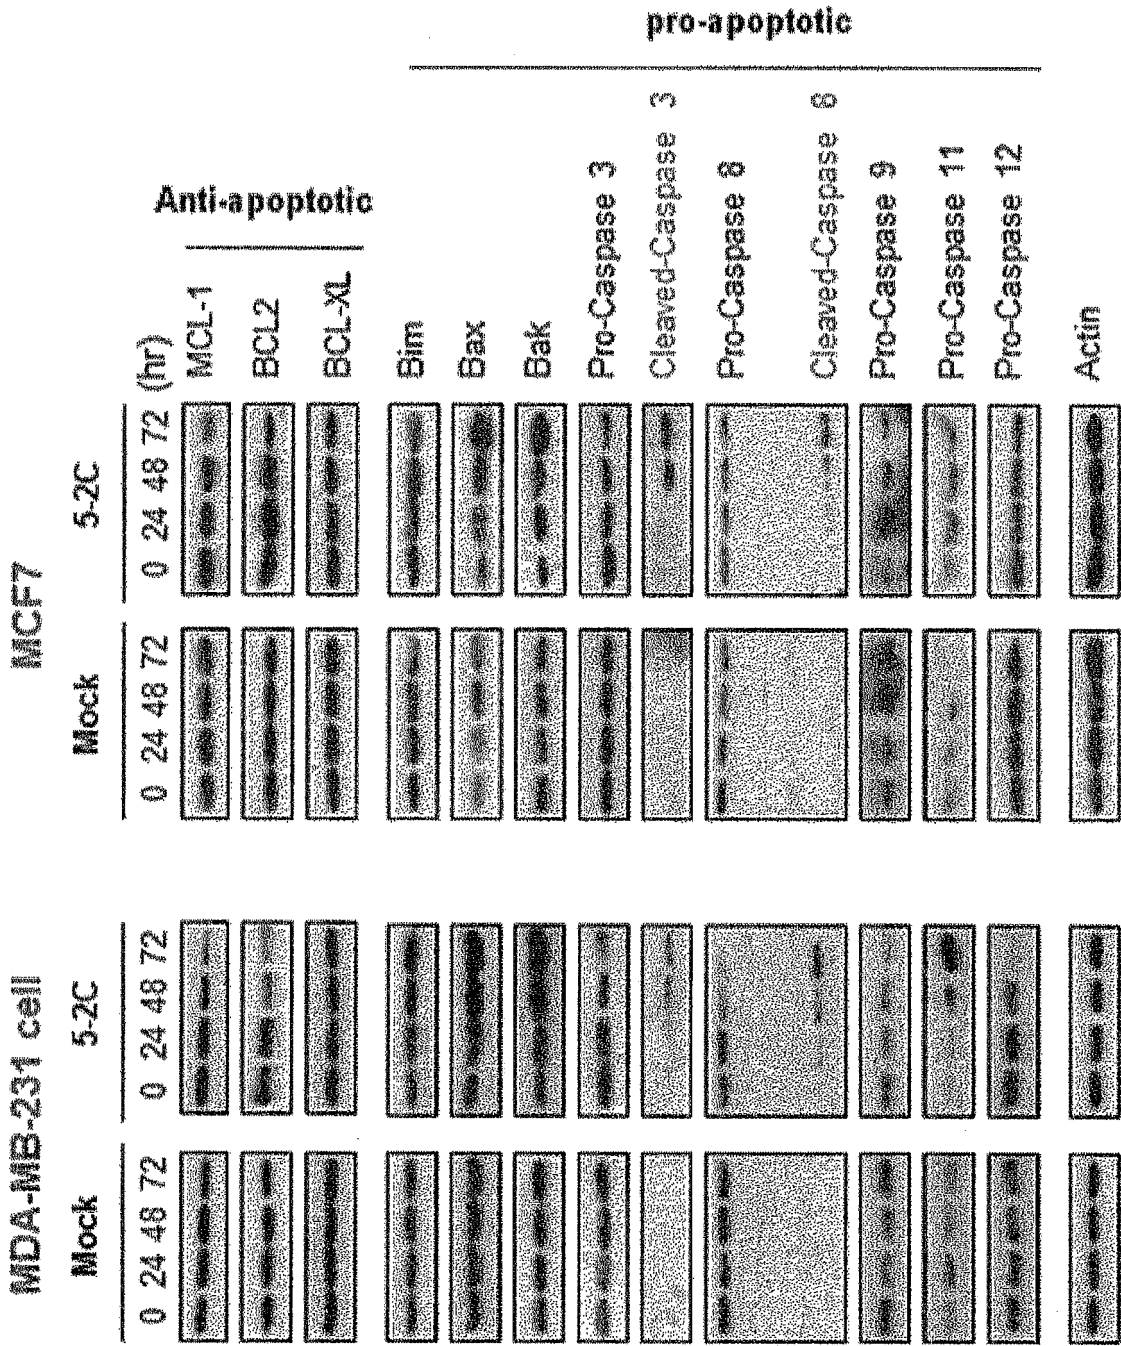 MDA-MB-231 cell MCF7
Mock 5-2C Mock 5-2C
0 24 48 72 0 24 48 72 0 24 48 72 0 24 48 72 (hr)
MCL-1
BCL2
BCL-XL
Anti-apoptotic
Bim
Bax
Bak
Pro-Caspase 3
Cleaved-Caspase 3
Pro-Caspase 8
Cleaved-Caspase 8
Pro-Caspase 9
Pro-Caspase 11
Pro-Caspase 12
pro-apoptotic
Actin